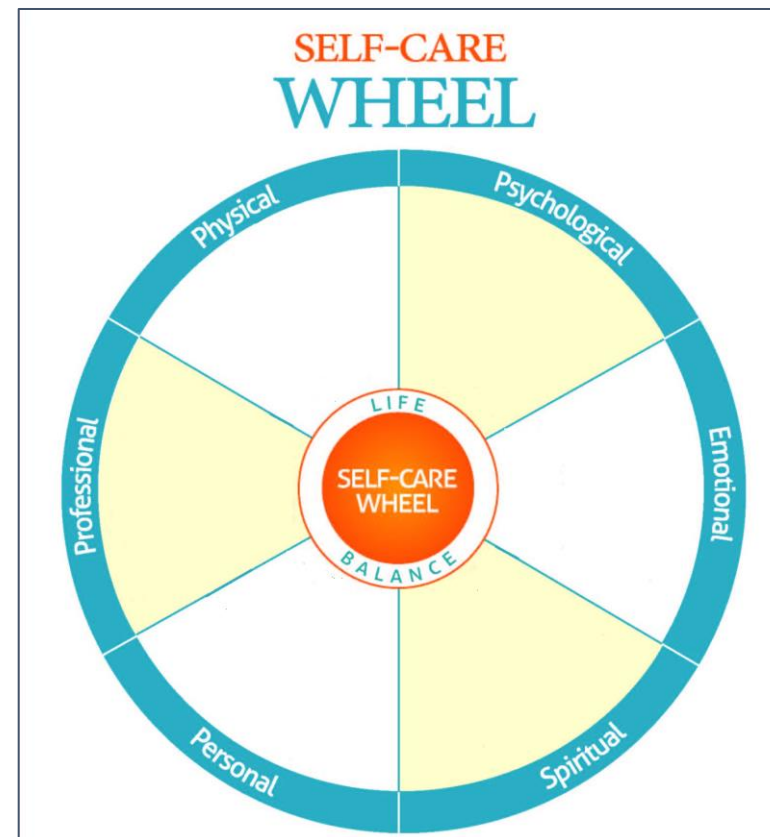 SELF-CARE
WHEEL
Physical
Psychological
Professional
Emotional
LIFE
SELF-CARE
WHEEL
BALANCE
Personal
Spiritual